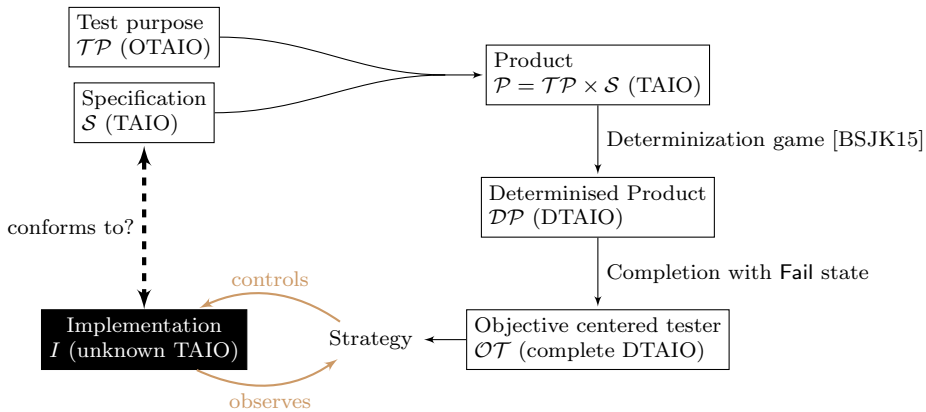 Test purpose
𝒯𝒫 (OTAIO)
Product
𝒫 = 𝒯𝒫 × 𝒮 (TAIO)
Specification
𝒮 (TAIO)
Determinization game [BSJK15]
Determinised Product
𝒟𝒫 (DTAIO)
conforms to?
Completion with Fail state
controls
Implementation
I (unknown TAIO)
Strategy
Objective centered tester
𝒪𝒯 (complete DTAIO)
observes